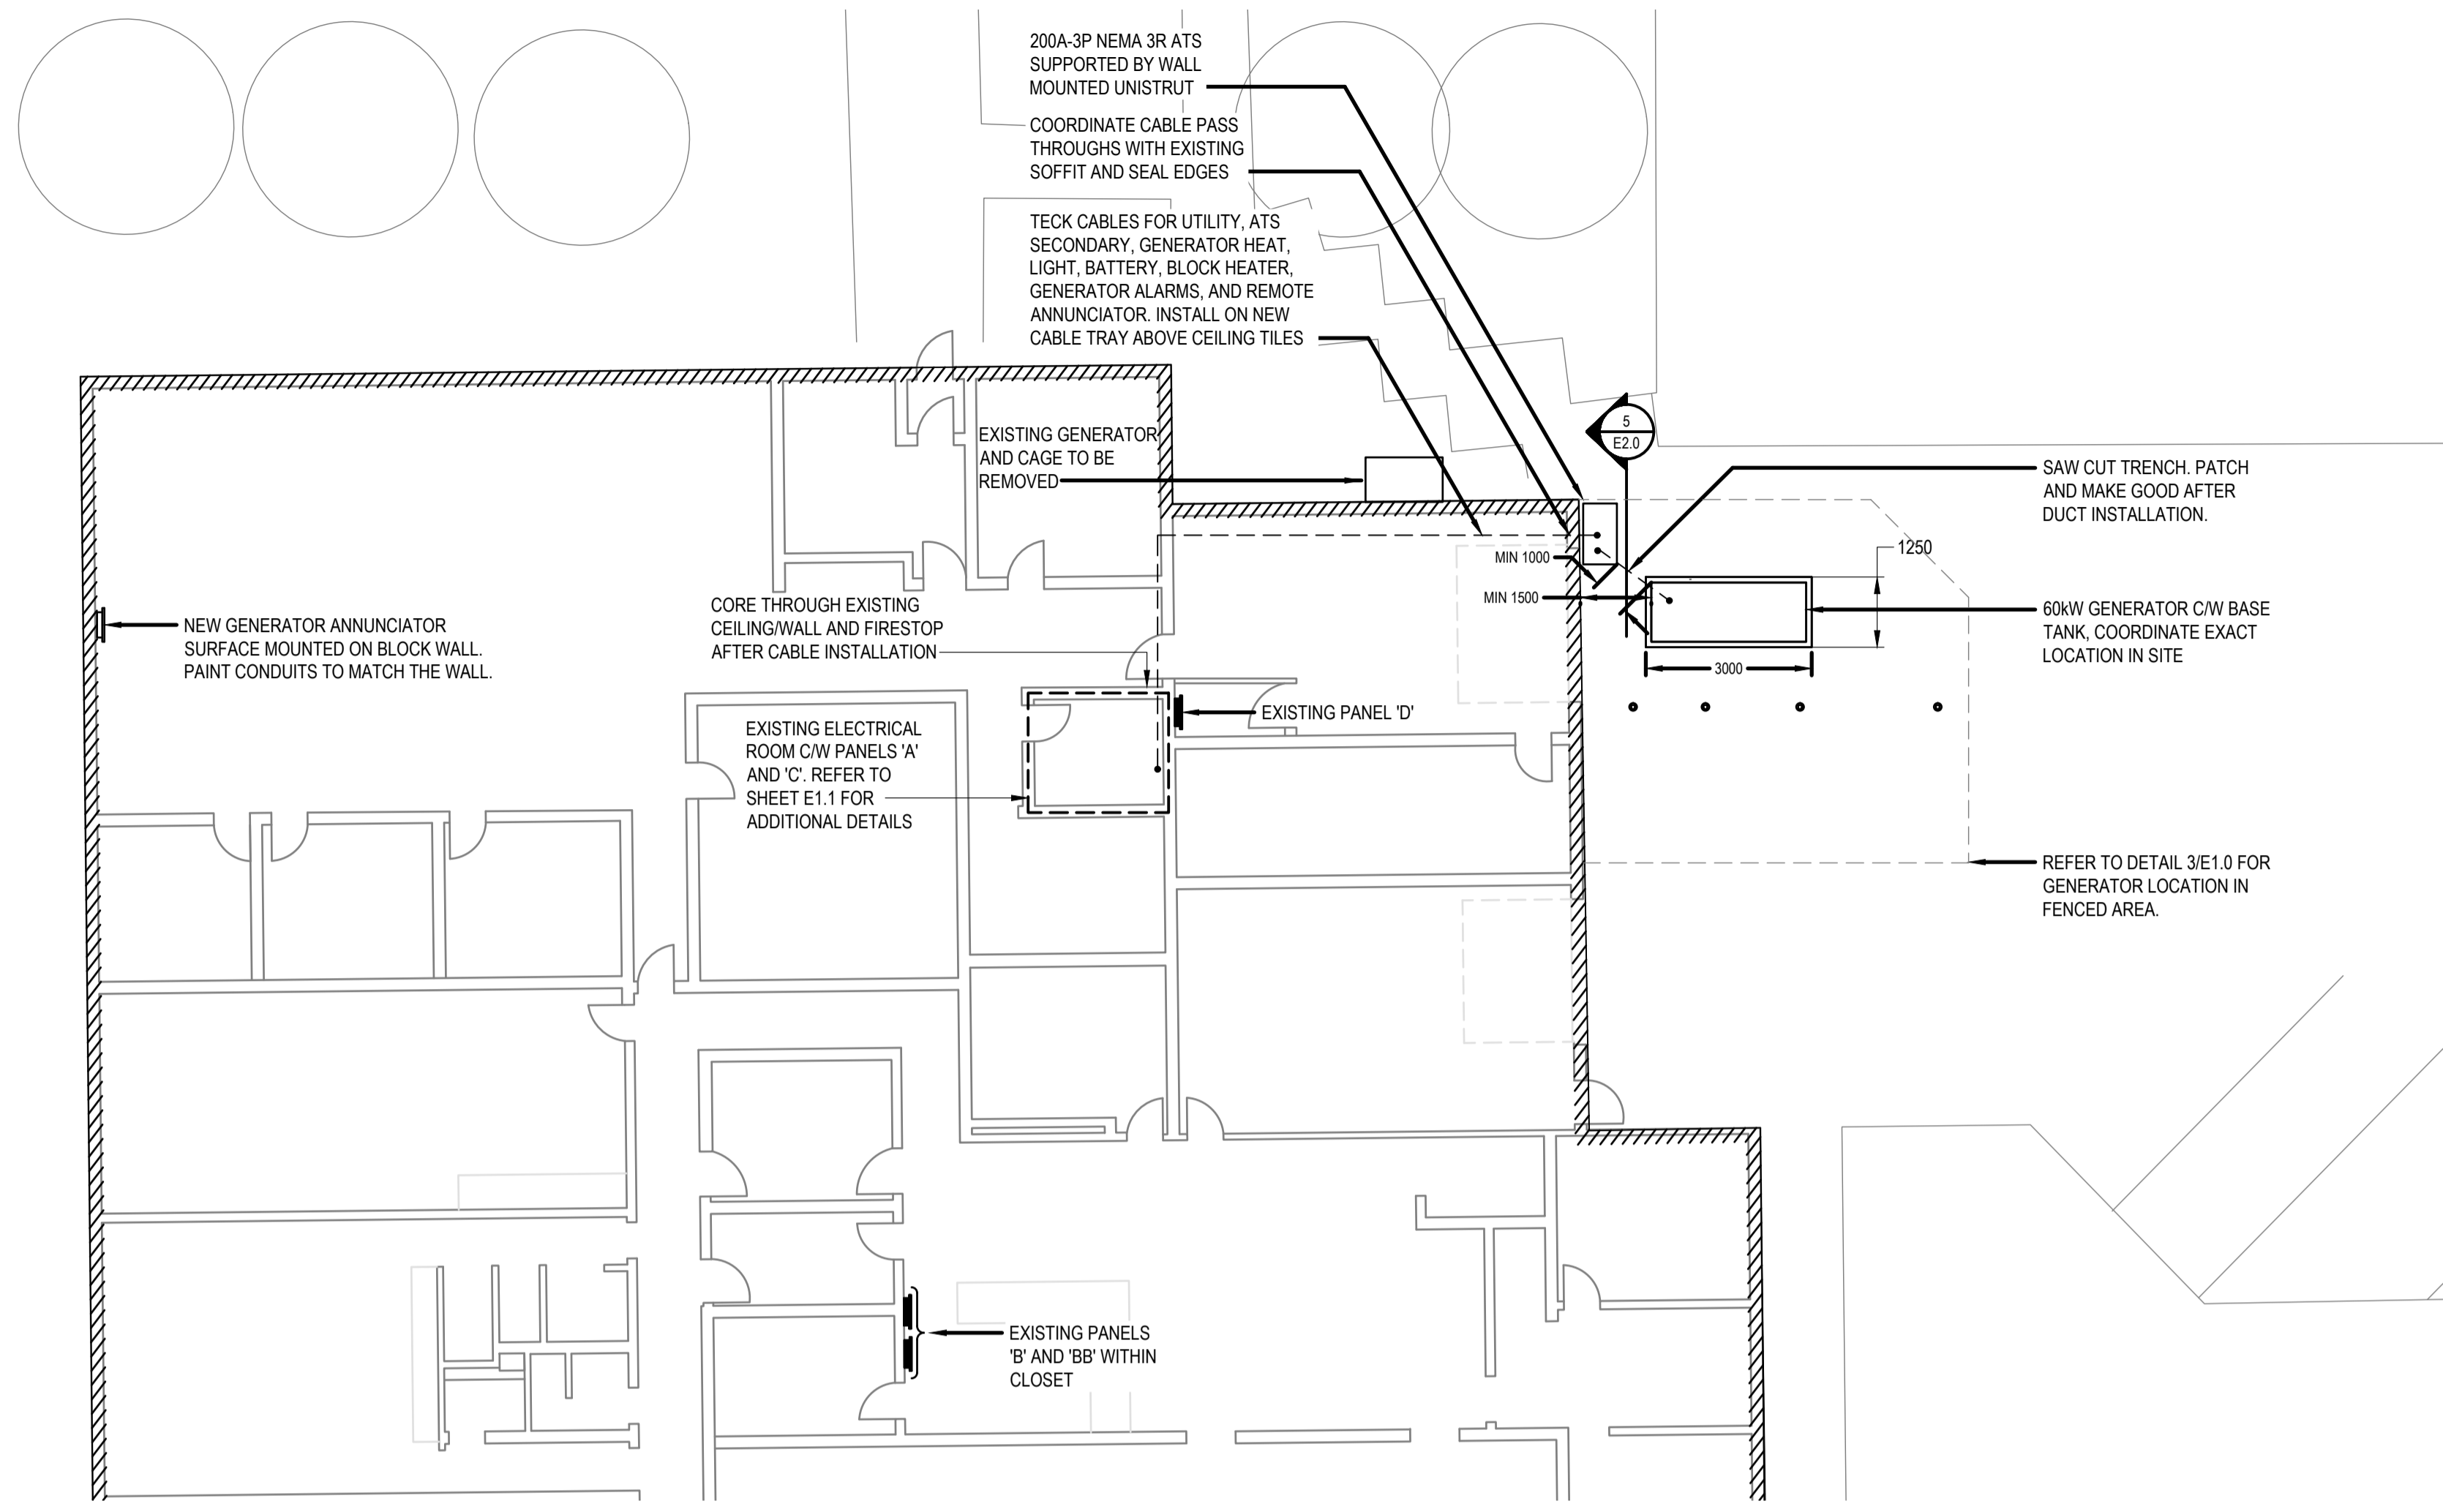 200A-3P NEMA 3R ATS
SUPPORTED BY WALL
MOUNTED UNISTRUT
COORDINATE CABLE PASS
THROUGHS WITH EXISTING
SOFFIT AND SEAL EDGES
TECK CABLES FOR UTILITY, ATS
SECONDARY, GENERATOR HEAT,
LIGHT, BATTERY, BLOCK HEATER,
GENERATOR ALARMS, AND REMOTE
ANNUNCIATOR. INSTALL ON NEW
CABLE TRAY ABOVE CEILING TILES
EXISTING GENERATOR
AND CAGE TO BE
REMOVED
5
E2.0
SAW CUT TRENCH. PATCH
AND MAKE GOOD AFTER
DUCT INSTALLATION.
MIN 1000
1250
MIN 1500
60kW GENERATOR C/W BASE
TANK, COORDINATE EXACT
LOCATION IN SITE
3000
NEW GENERATOR ANNUNCIATOR
SURFACE MOUNTED ON BLOCK WALL.
PAINT CONDUITS TO MATCH THE WALL.
CORE THROUGH EXISTING
CEILING/WALL AND FIRESTOP
AFTER CABLE INSTALLATION
EXISTING PANEL 'D'
EXISTING ELECTRICAL
ROOM C/W PANELS 'A'
AND 'C'. REFER TO
SHEET E1.1 FOR
ADDITIONAL DETAILS
REFER TO DETAIL 3/E1.0 FOR
GENERATOR LOCATION IN
FENCED AREA.
EXISTING PANELS
'B' AND 'BB' WITHIN
CLOSET